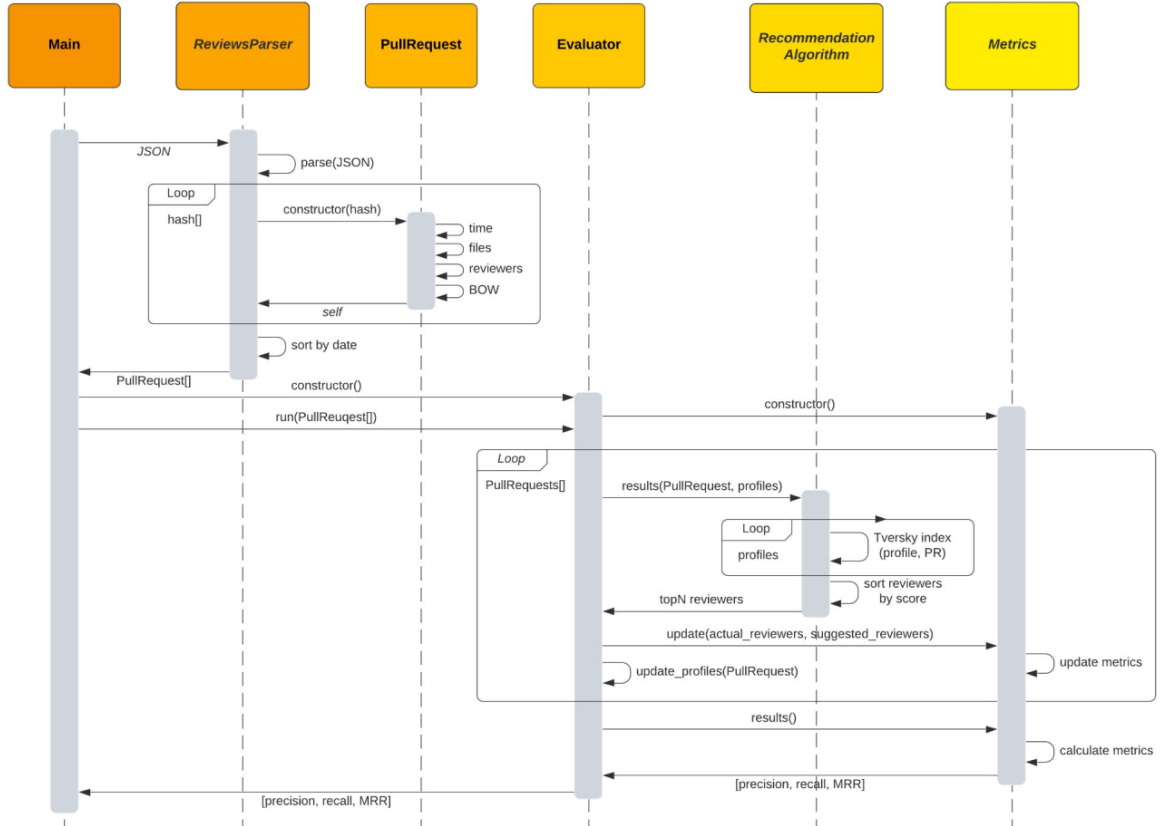 Main
ReviewsParser
PullRequest
Evaluator
Recommendation
Algorithm
Metrics
JSON
parse(JSON)
Loop
hash[]
constructor(hash)
time
files
reviewers
BOW
self
sort by date
PullRequest[]
constructor()
constructor()
run(PullReuqest[])
Loop
PullRequests[]
results(PullRequest, profiles)
Loop
profiles
Tversky index
(profile, PR)
sort reviewers
by score
topN reviewers
update(actual_reviewers, suggested_reviewers)
update metrics
update_profiles(PullRequest)
results()
calculate metrics
[precision, recall, MRR]
[precision, recall, MRR]